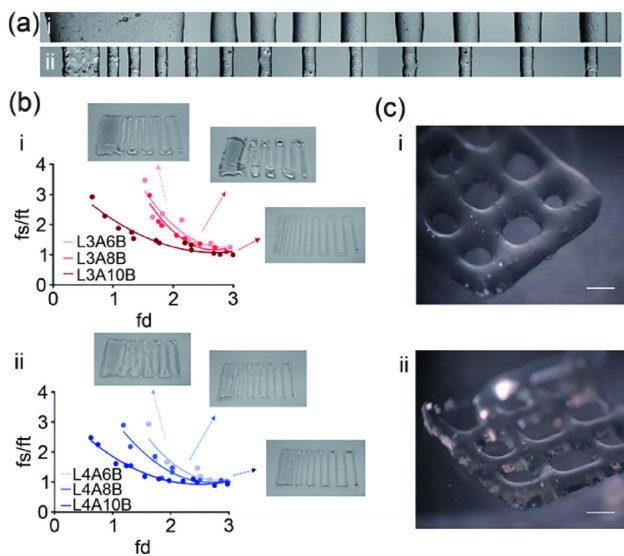 (a)
i
ii
(b)
(c)
i
i
4
3
fs/ft
2
1
0
L3A6B
L3A8B
L3A10B
0 1 2 3
fd
ii
ii
4
3
fs/ft
2
1
0
L4A6B
L4A8B
L4A10B
0 1 2 3
fd